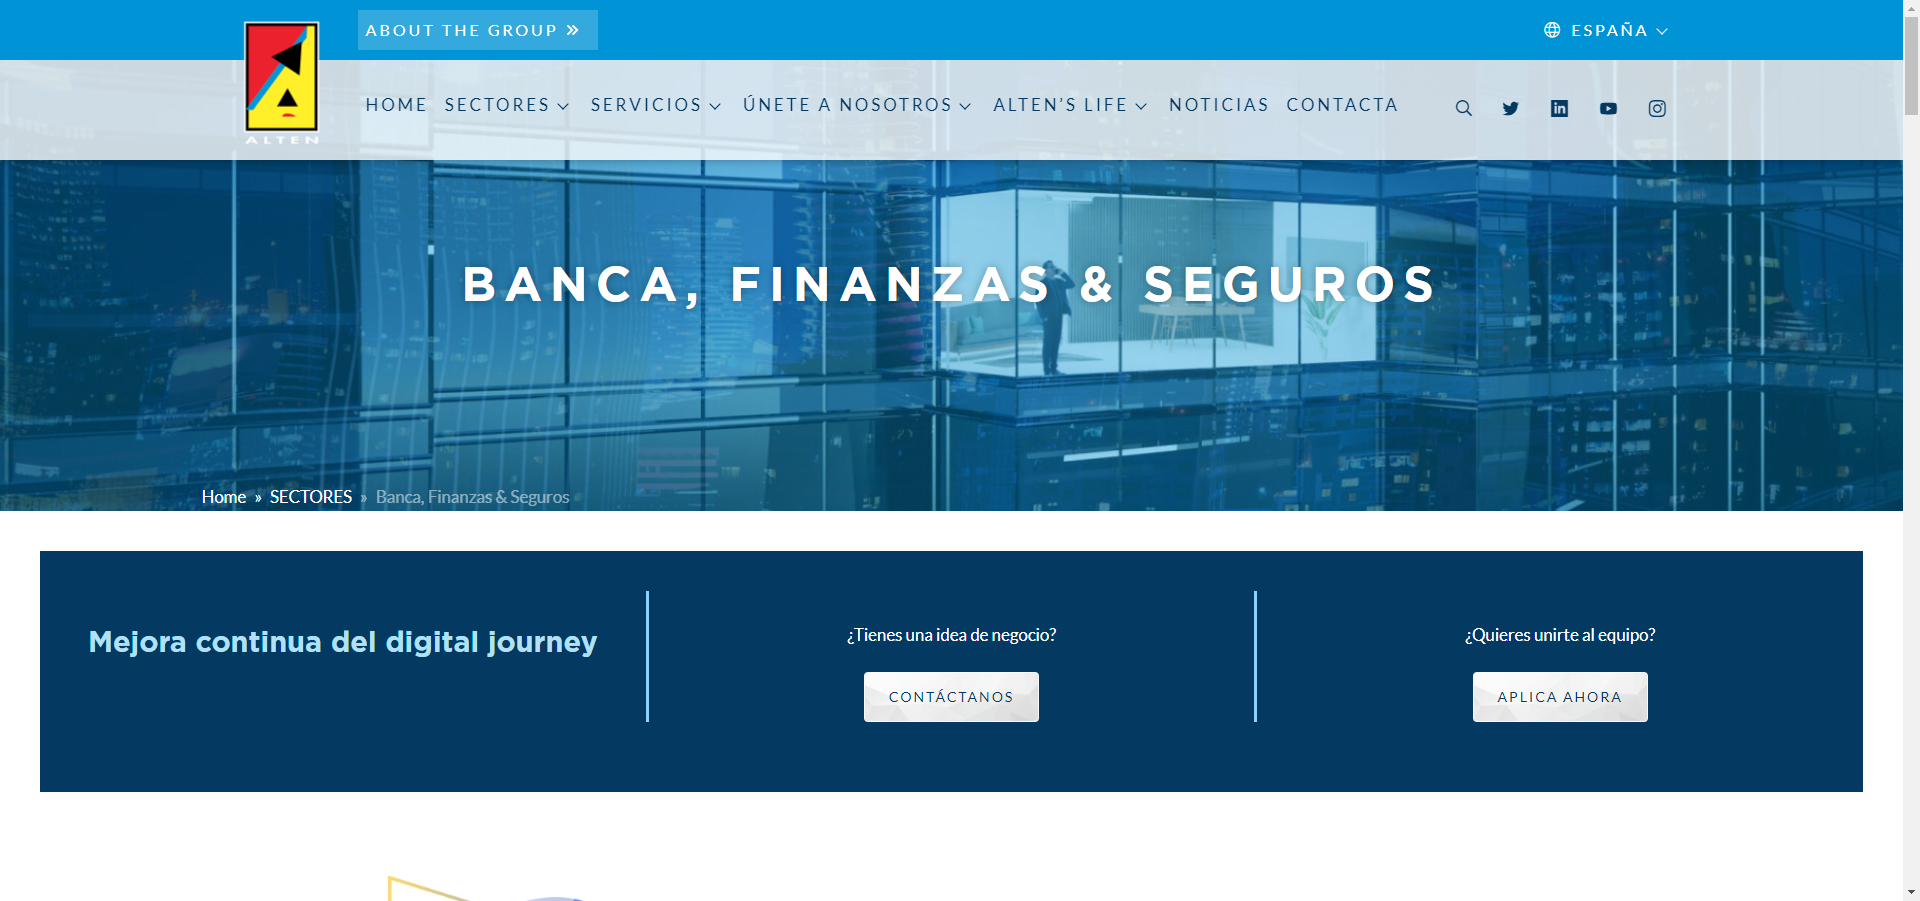 ABOUT THE GROUP »
ESPAÑA
ALTEN
HOME SECTORES SERVICIOS ÚNETE A NOSOTROS ALTEN'S LIFE NOTICIAS CONTACTA
BANCA, FINANZAS & SEGUROS
Home » SECTORES » Banca, Finanzas & Seguros
Mejora continua del digital journey
¿Tienes una idea de negocio?
CONTÁCTANOS
¿Quieres unirte al equipo?
APLICA AHORA